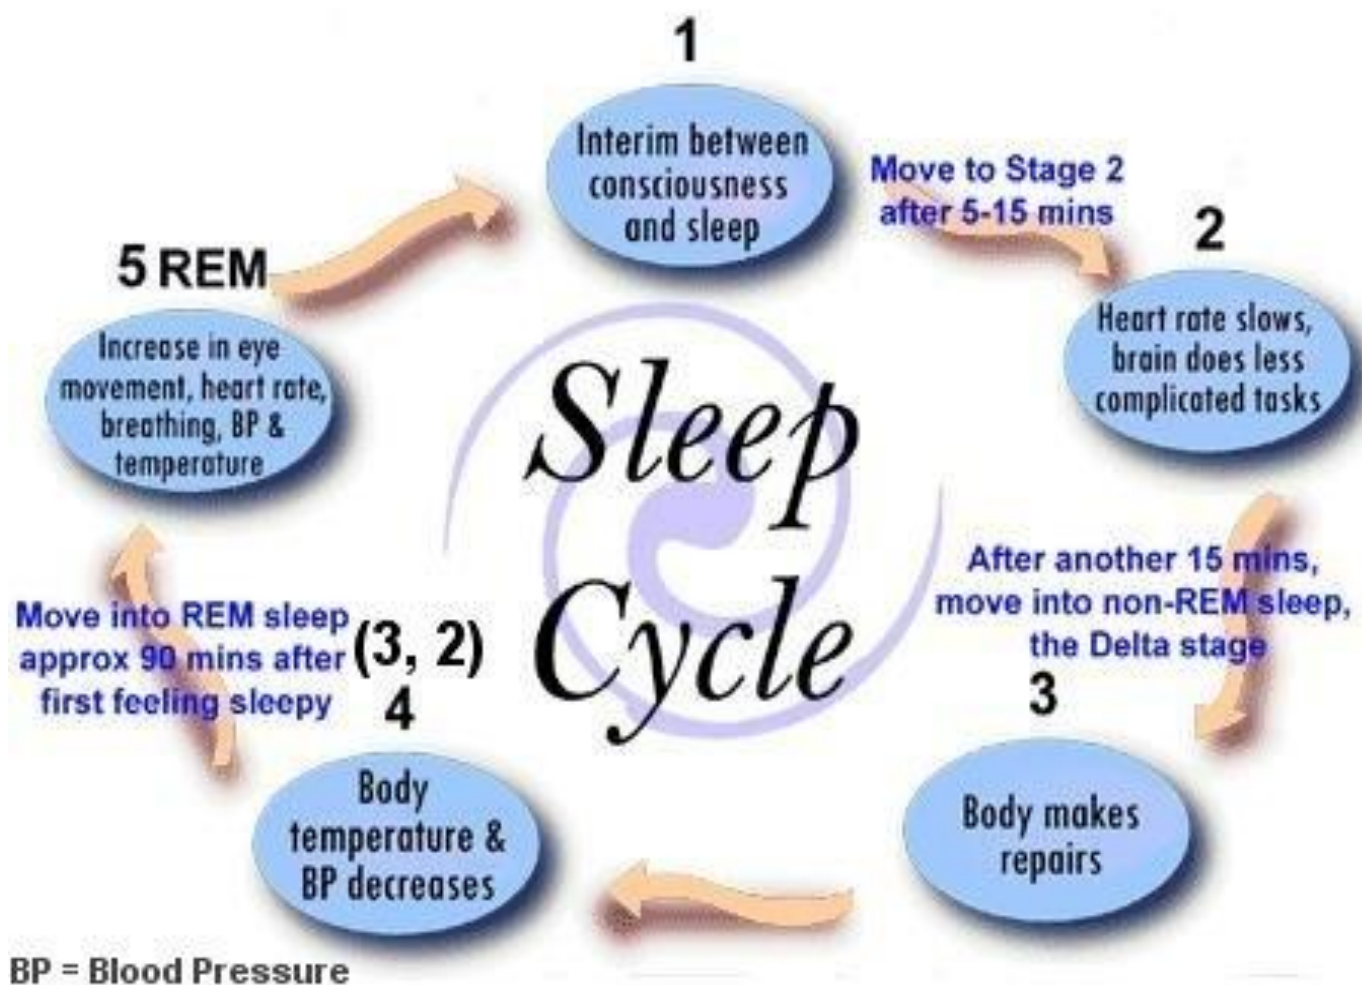 1
Interim between
consciousness
and sleep
Move to Stage 2
after 5-15 mins
2
Heart rate slows,
brain does less
complicated tasks
After another 15 mins,
move into non-REM sleep,
the Delta stage
3
Body makes
repairs
(3, 2)
4
Body
temperature &
BP decreases
Move into REM sleep
approx 90 mins after
first feeling sleepy
5 REM
Increase in eye
movement, heart rate,
breathing, BP &
temperature
Sleep
Cycle
BP = Blood Pressure